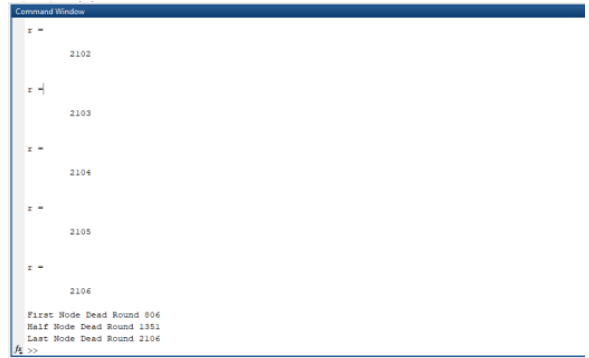 Command Window
r =
2102
r =
2103
r =
2104
r =
2105
r =
2106
First Node Dead Round 806
Half Node Dead Round 1351
Last Node Dead Round 2106
fx >>